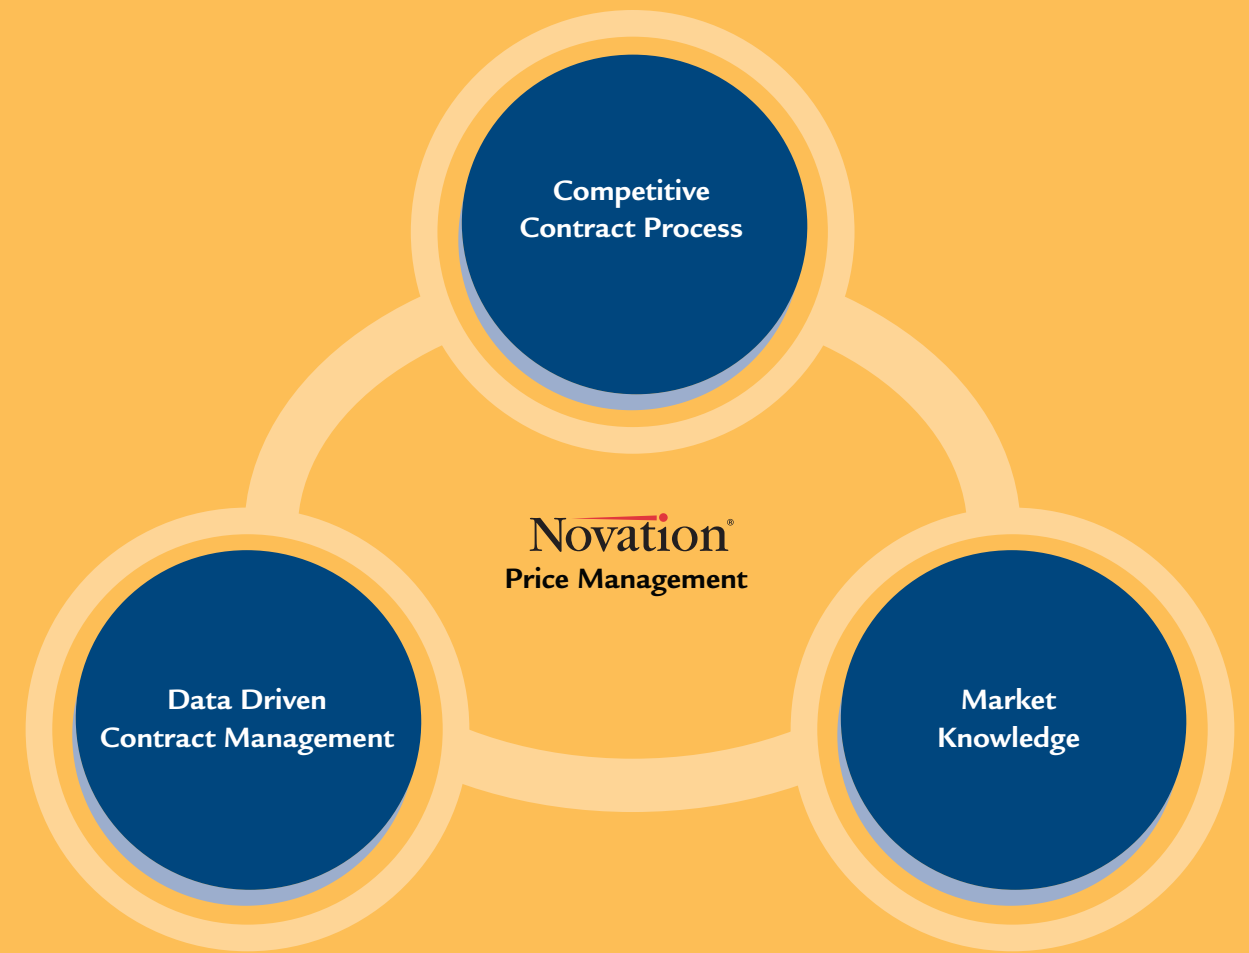 Competitive
Contract Process
Novation®
Price Management
Data Driven
Contract Management
Market
Knowledge